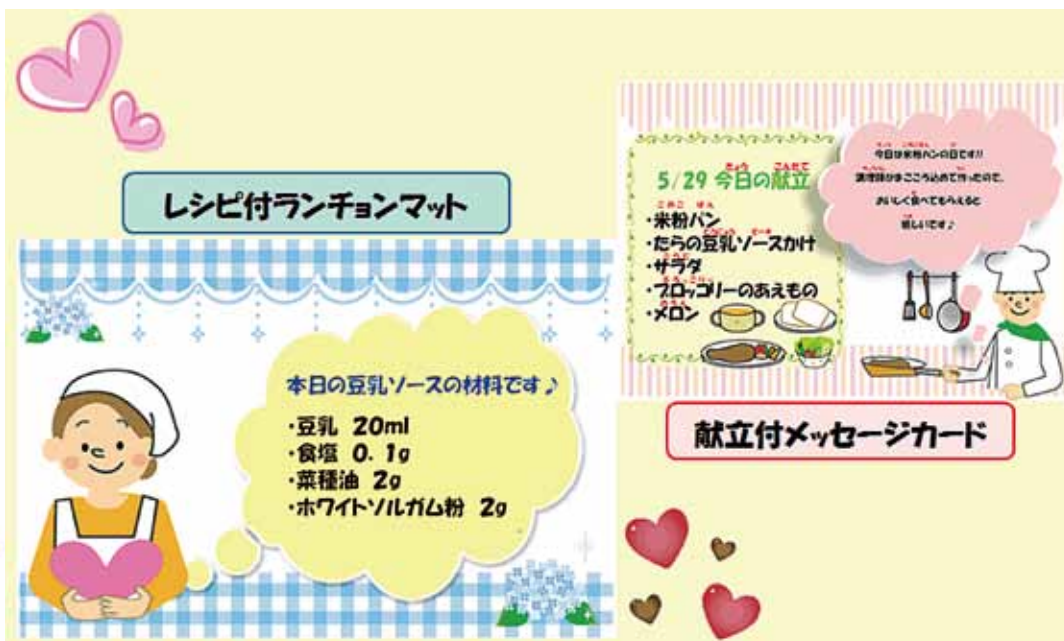 レシピ付ランチョンマット
本日の豆乳ソースの材料です♪
・豆乳 20ml
・食塩 0.1g
・菜種油 2g
・ホワイトソルガム粉 2g
5/29 今日の献立
・米粉パン
・たらの豆乳ソースかけ
・サラダ
・ブロッコリーのあえもの
・メロン
今日は米粉パンの日です!!
調理師がまごころ込めて作ったので、
おいしく食べてもらえると
嬉しいです♪
献立付メッセージカード